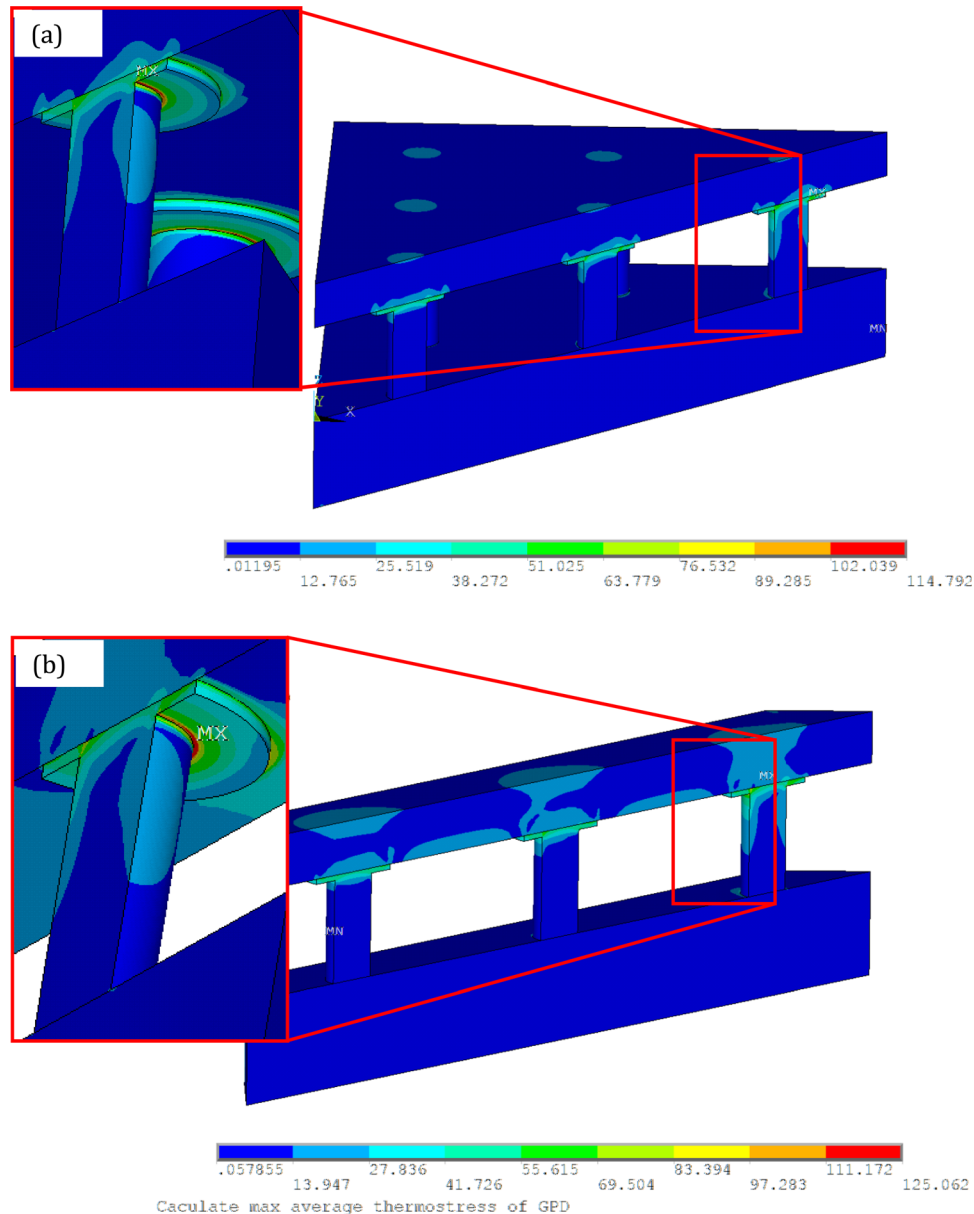 (a)
MX
MX
MN
Y
X
.01195 25.519 51.025 76.532 102.039
12.765 38.272 63.779 89.285 114.792
(b)
MX
MX
MN
.057855 27.836 55.615 83.394 111.172
13.947 41.726 69.504 97.283 125.062
Caculate max average thermostress of GPD